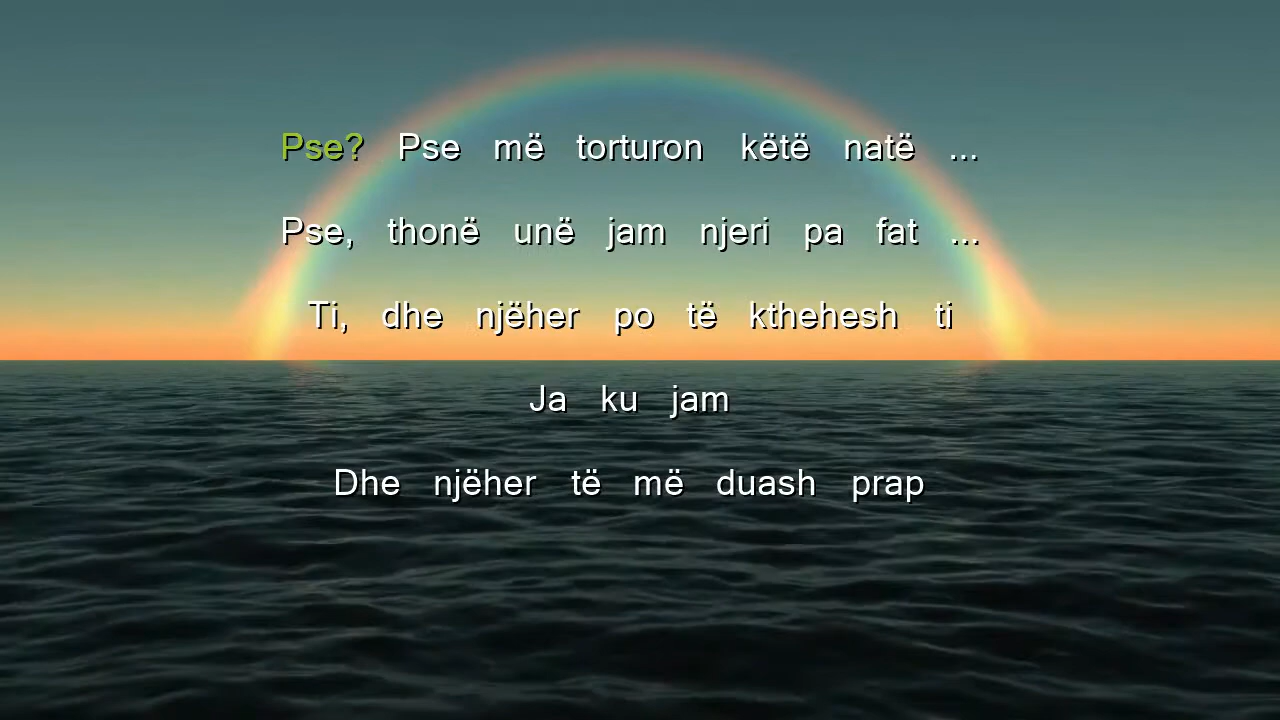 Pse? Pse më torturon këtë natë ...
Pse, thonë unë jam njeri pa fat ...
Ti, dhe njëher po të kthehesh ti
Ja ku jam
Dhe njëher të më duash prap